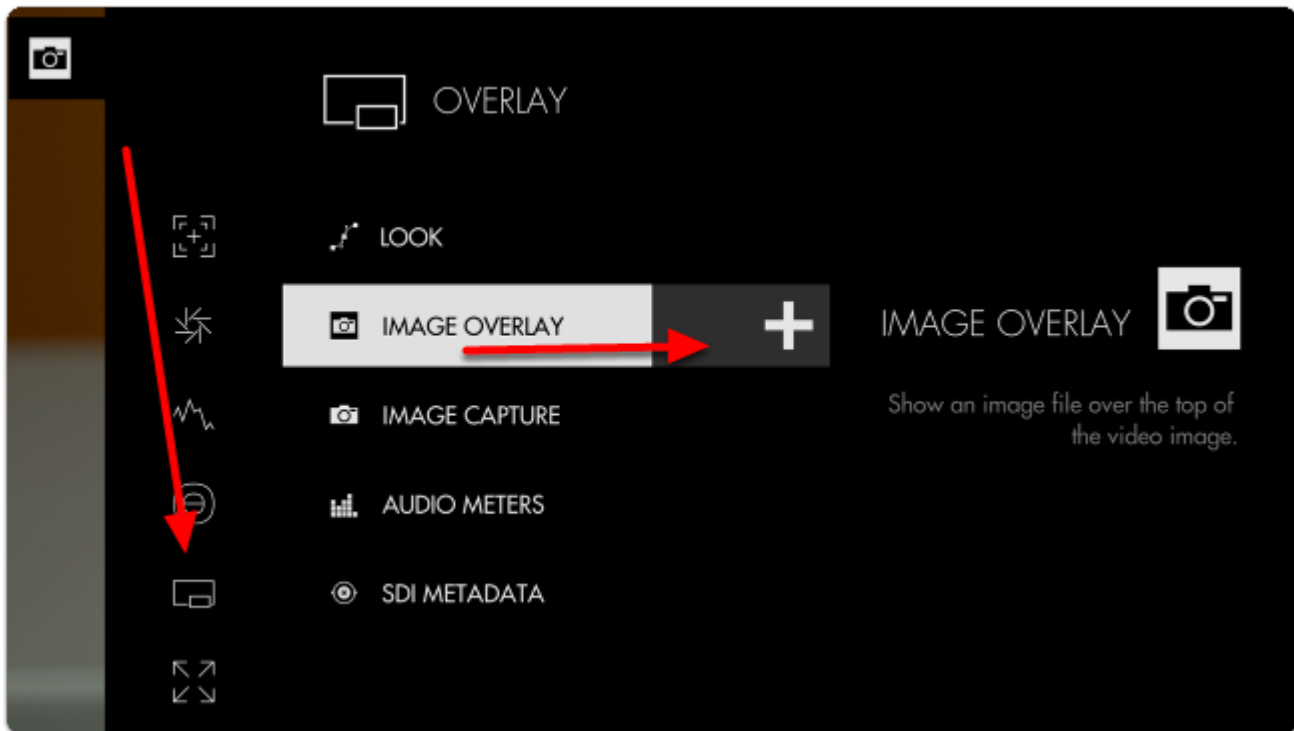 OVERLAY
LOOK
IMAGE OVERLAY
IMAGE CAPTURE
AUDIO METERS
SDI METADATA
IMAGE OVERLAY
Show an image file over the top of
the video image.